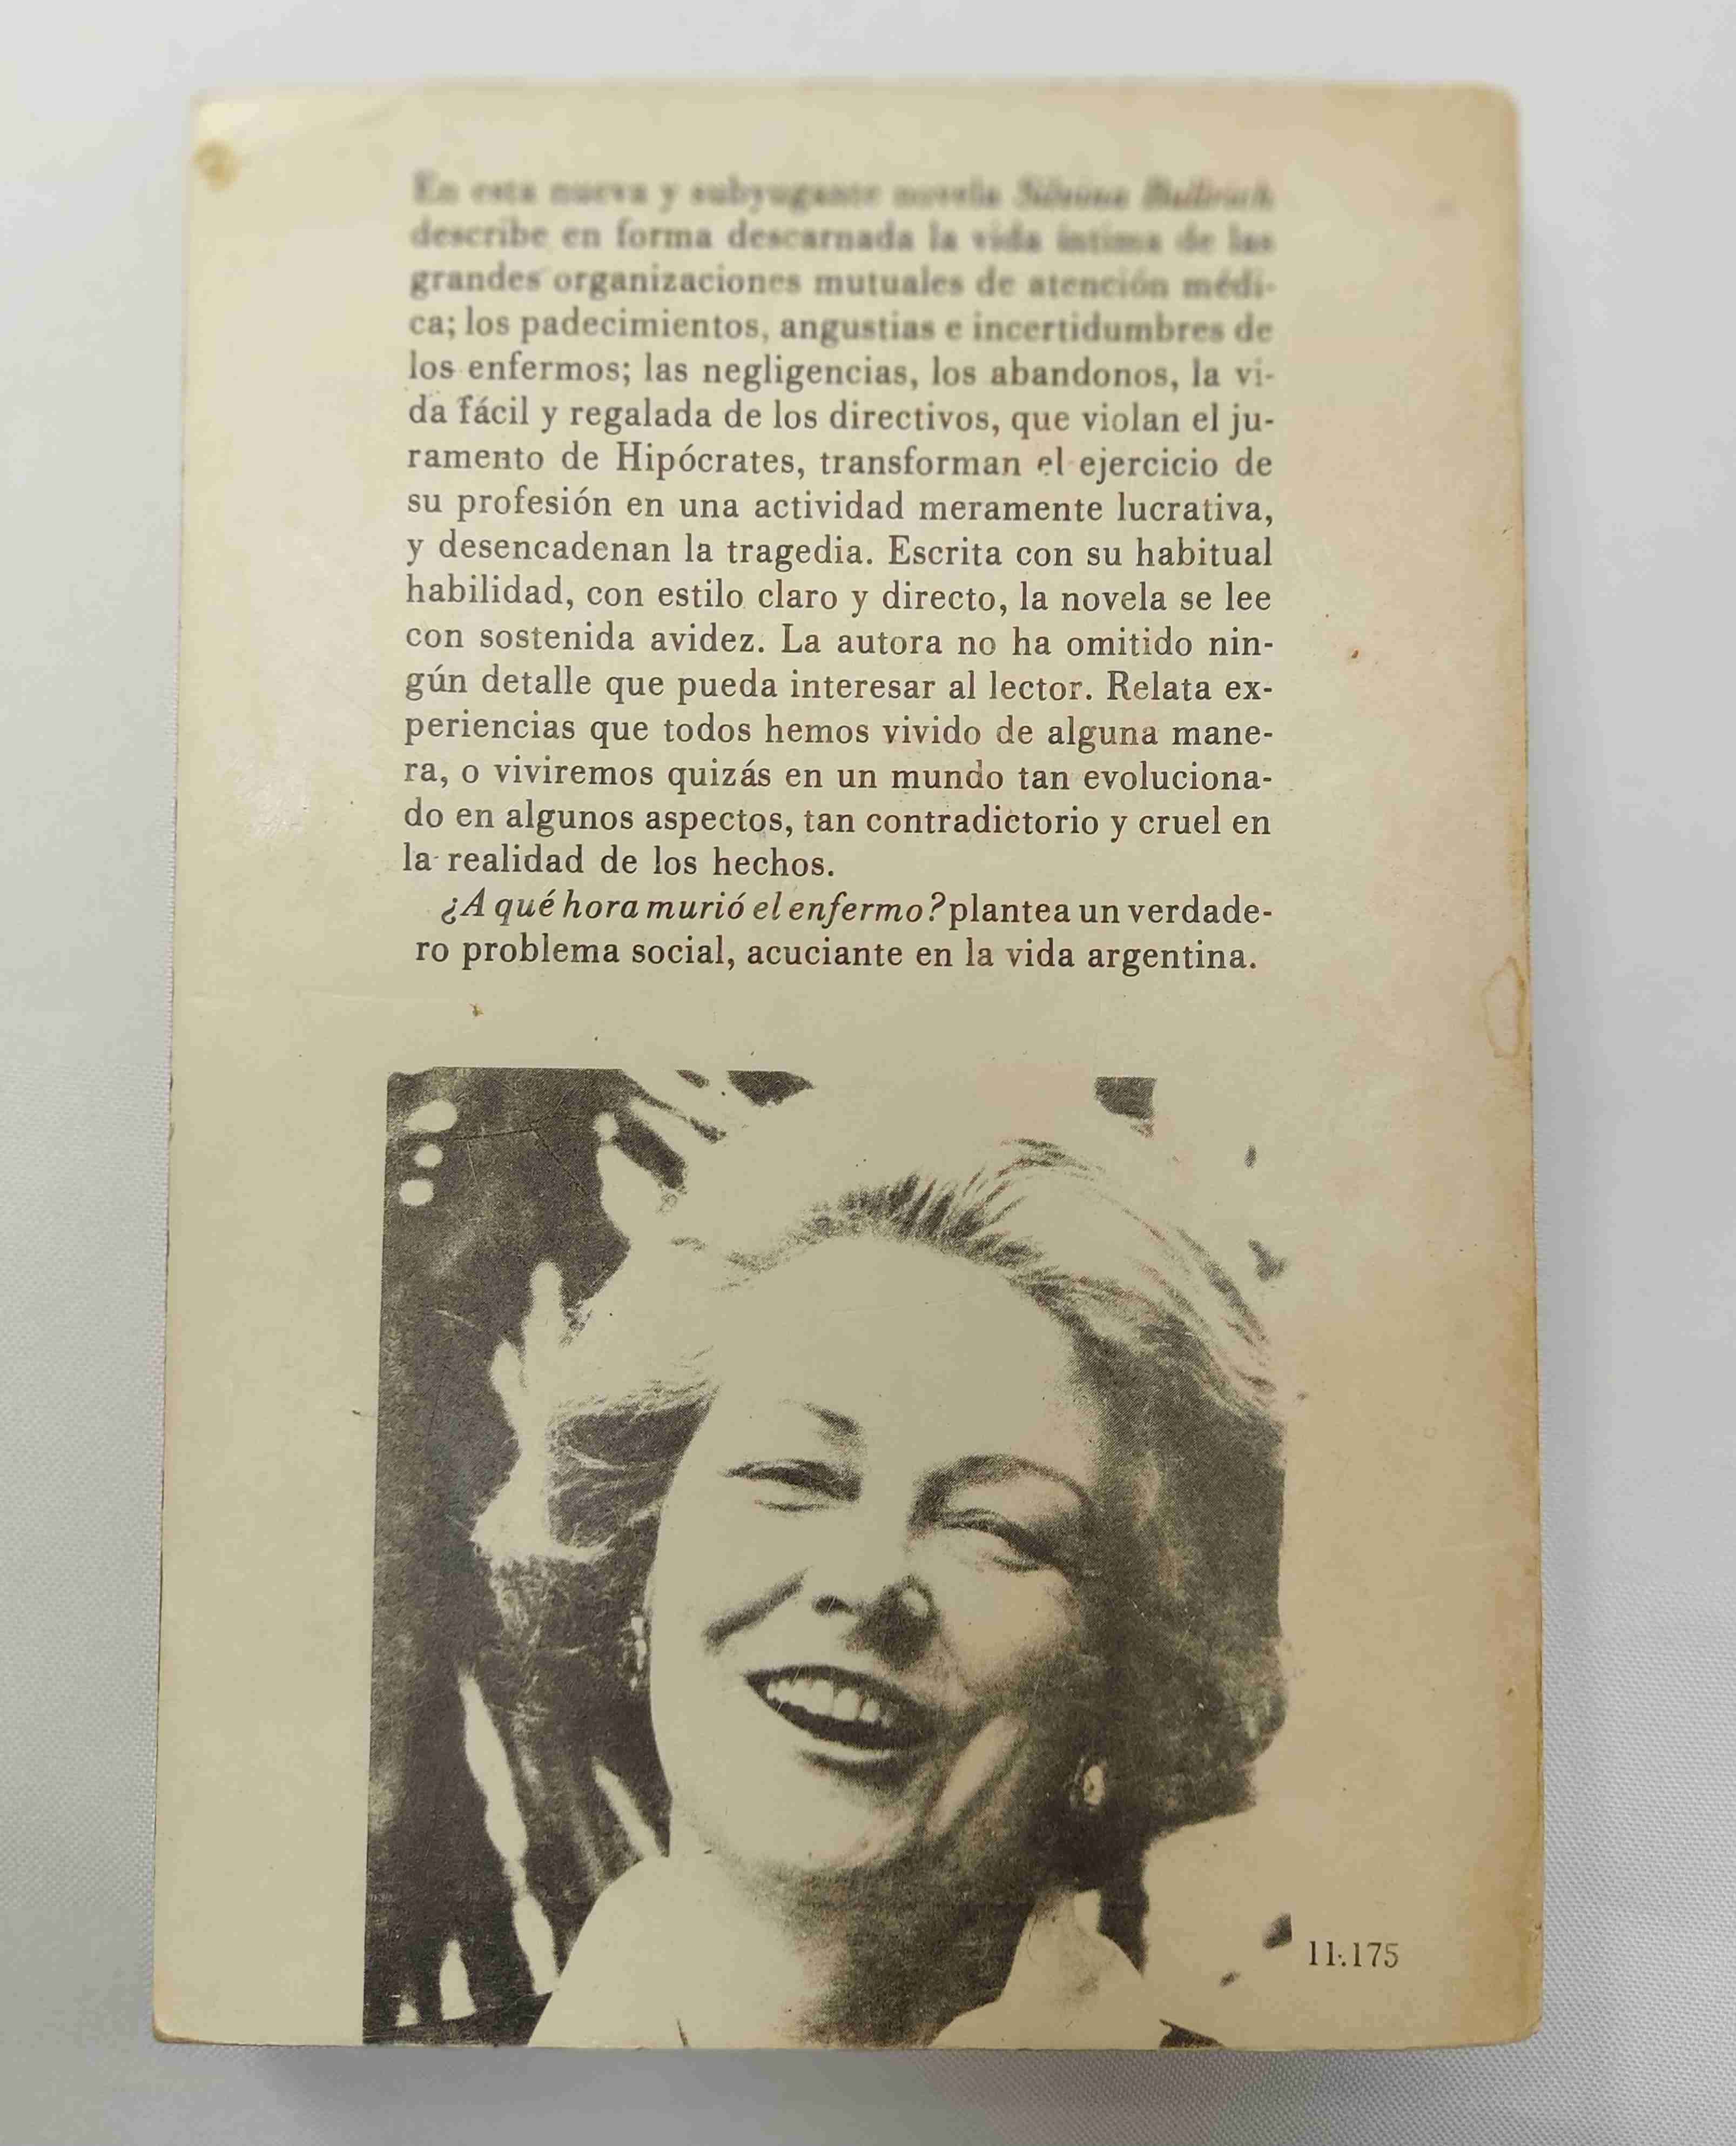 En esta nueva y subyugante novela Silvina Bullrich
describe en forma descarnada la vida íntima de las
grandes organizaciones mutuales de atención médi-
ca; los padecimientos, angustias e incertidumbres de
los enfermos; las negligencias, los abandonos, la vi-
da fácil y regalada de los directivos, que violan el ju-
ramento de Hipócrates, transforman el ejercicio de
su profesión en una actividad meramente lucrativa,
y desencadenan la tragedia. Escrita con su habitual
habilidad, con estilo claro y directo, la novela se lee
con sostenida avidez. La autora no ha omitido nin-
gún detalle que pueda interesar al lector. Relata ex-
periencias que todos hemos vivido de alguna mane-
ra, o viviremos quizás en un mundo tan evoluciona-
do en algunos aspectos, tan contradictorio y cruel en
la realidad de los hechos.
¿A qué hora murió el enfermo? plantea un verdade-
ro problema social, acuciante en la vida argentina.
11.175